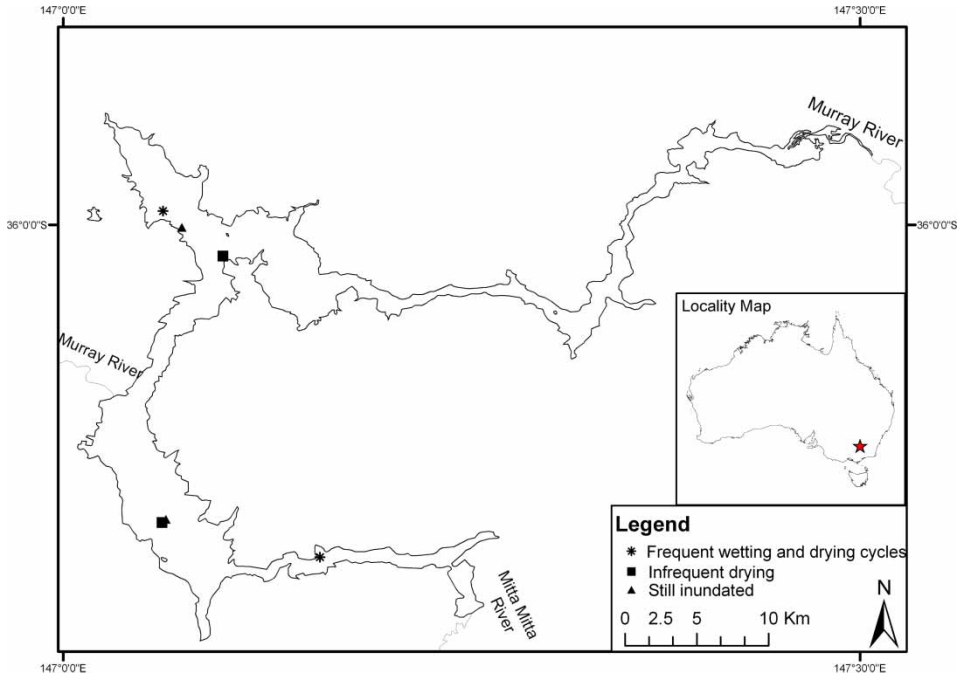 147°0'0"E
147°30'0"E
Murray River
36°0'0"S
36°0'0"S
Locality Map
Murray River
Legend
Frequent wetting and drying cycles
Infrequent drying
Still inundated
Mitta Mitta
River
N
0 2.5 5 10 Km
147°0'0"E
147°30'0"E